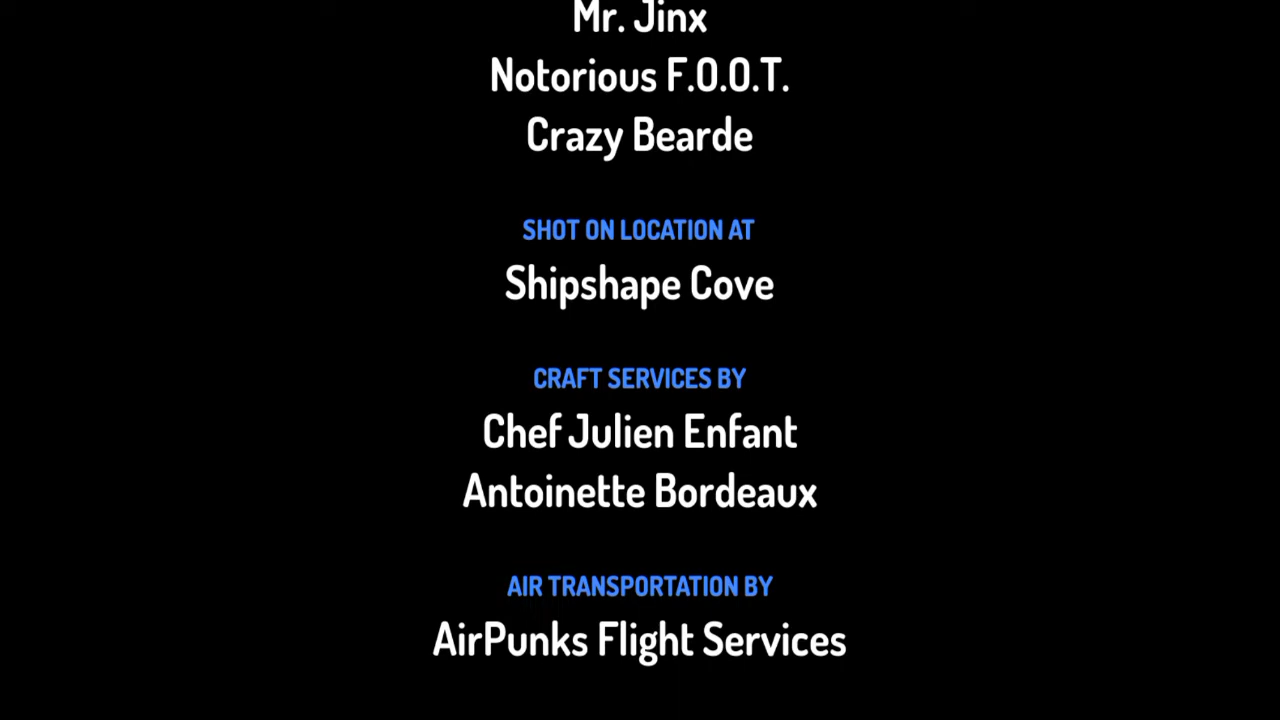 Mr. Jinx
Notorious F.O.O.T.
Crazy Bearde
SHOT ON LOCATION AT
Shipshape Cove
CRAFT SERVICES BY
Chef Julien Enfant
Antoinette Bordeaux
AIR TRANSPORTATION BY
AirPunks Flight Services